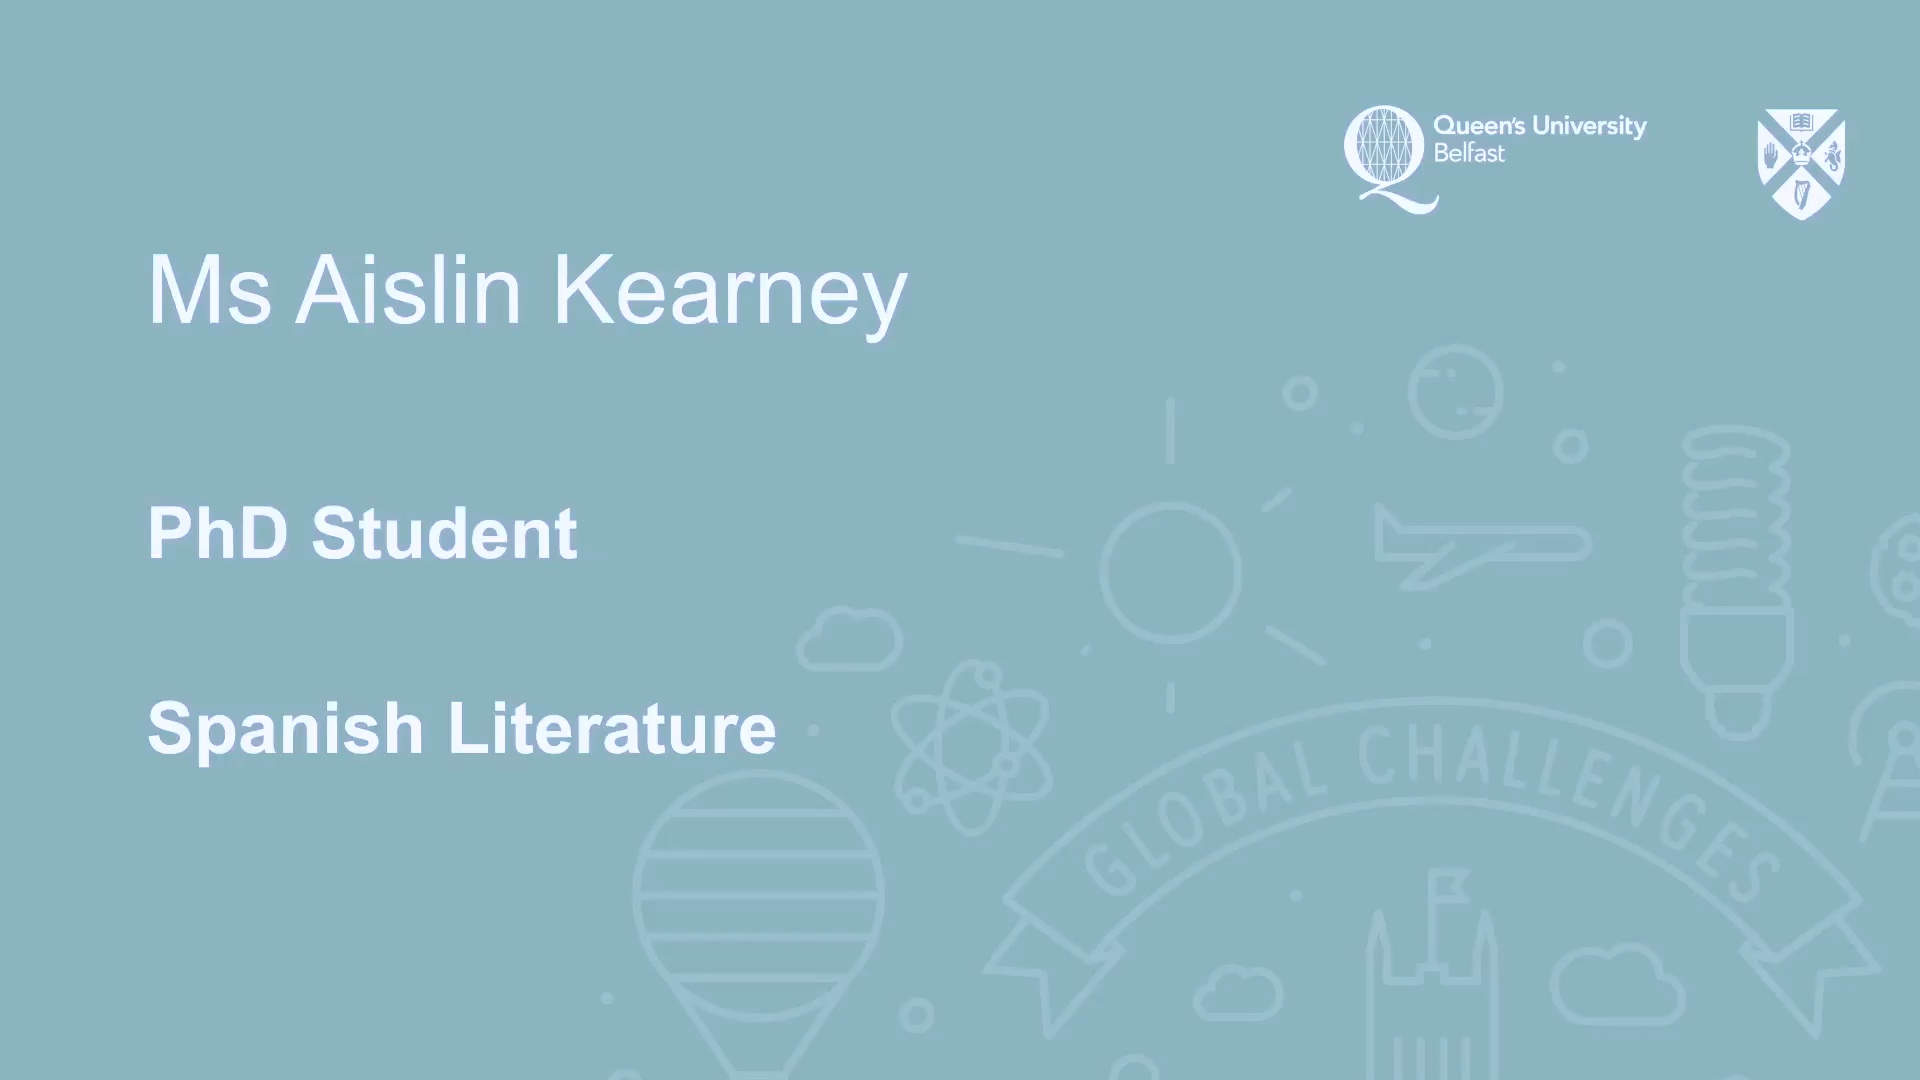 Queen's University
Belfast
Ms Aislin Kearney
PhD Student
Spanish Literature
GLOBAL CHALLENGES